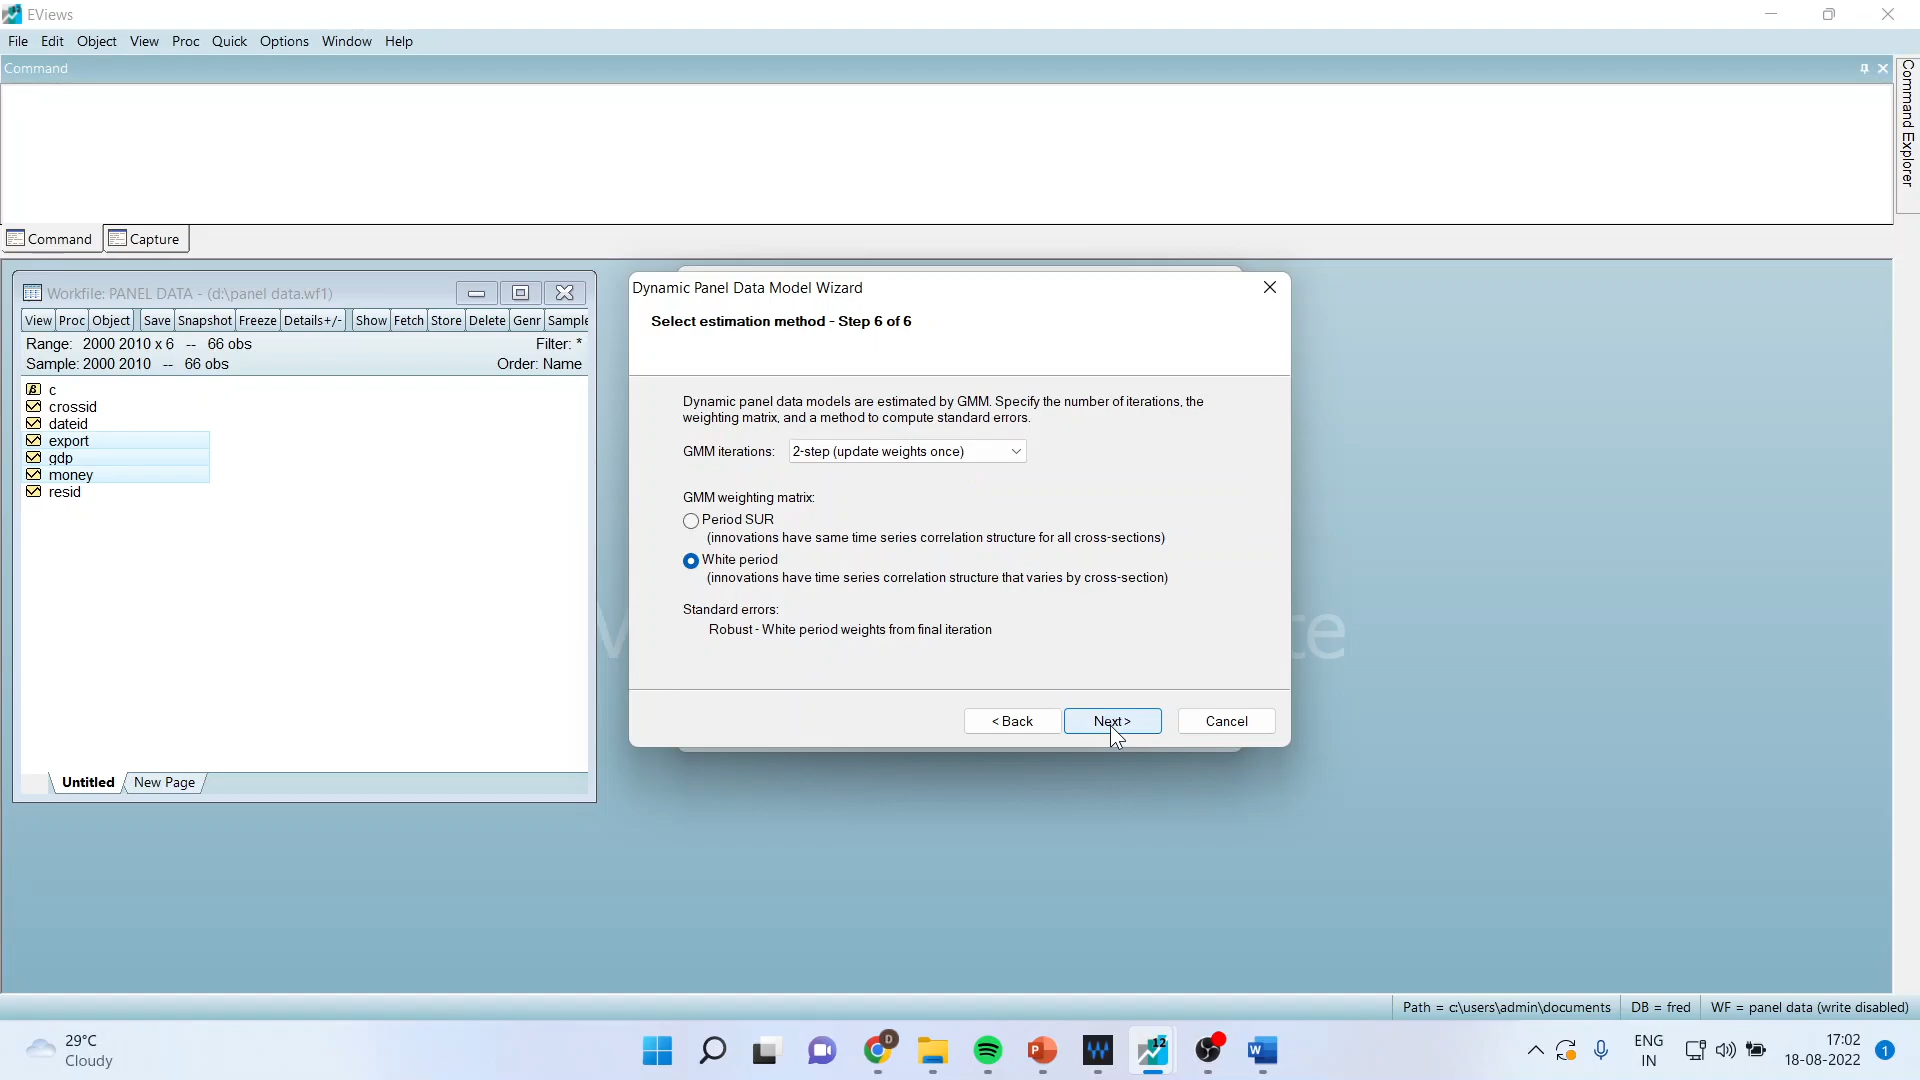 EViews
File Edit Object View Proc Quick Options Window Help
Command
Command Explorer
Command Capture
Workfile: PANEL DATA - (d:\panel data.wf1)
View Proc Object Save Snapshot Freeze Details+/- Show Fetch Store Delete Genr Sample
Range: 2000 2010 x 6 -- 66 obs Filter: *
Sample: 2000 2010 -- 66 obs Order: Name
c
crossid
dateid
export
gdp
money
resid
Untitled New Page
Dynamic Panel Data Model Wizard
Select estimation method - Step 6 of 6
Dynamic panel data models are estimated by GMM. Specify the number of iterations, the
weighting matrix, and a method to compute standard errors.
GMM iterations: 2-step (update weights once)
GMM weighting matrix:
Period SUR
(innovations have same time series correlation structure for all cross-sections)
White period
(innovations have time series correlation structure that varies by cross-section)
Standard errors:
Robust - White period weights from final iteration
< Back Next > Cancel
Path = c:\users\admin\documents DB = fred WF = panel data (write disabled)
29°C
Cloudy
D
P
12
W
ENG
IN
17:02
18-08-2022
1